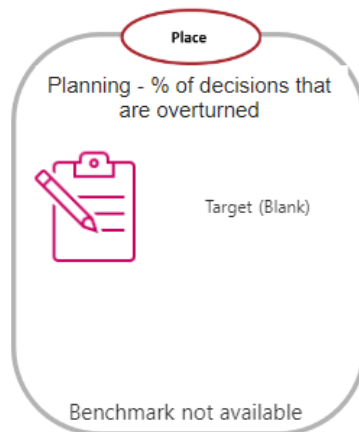 Place
Planning - % of decisions that
are overturned
Target (Blank)
Benchmark not available